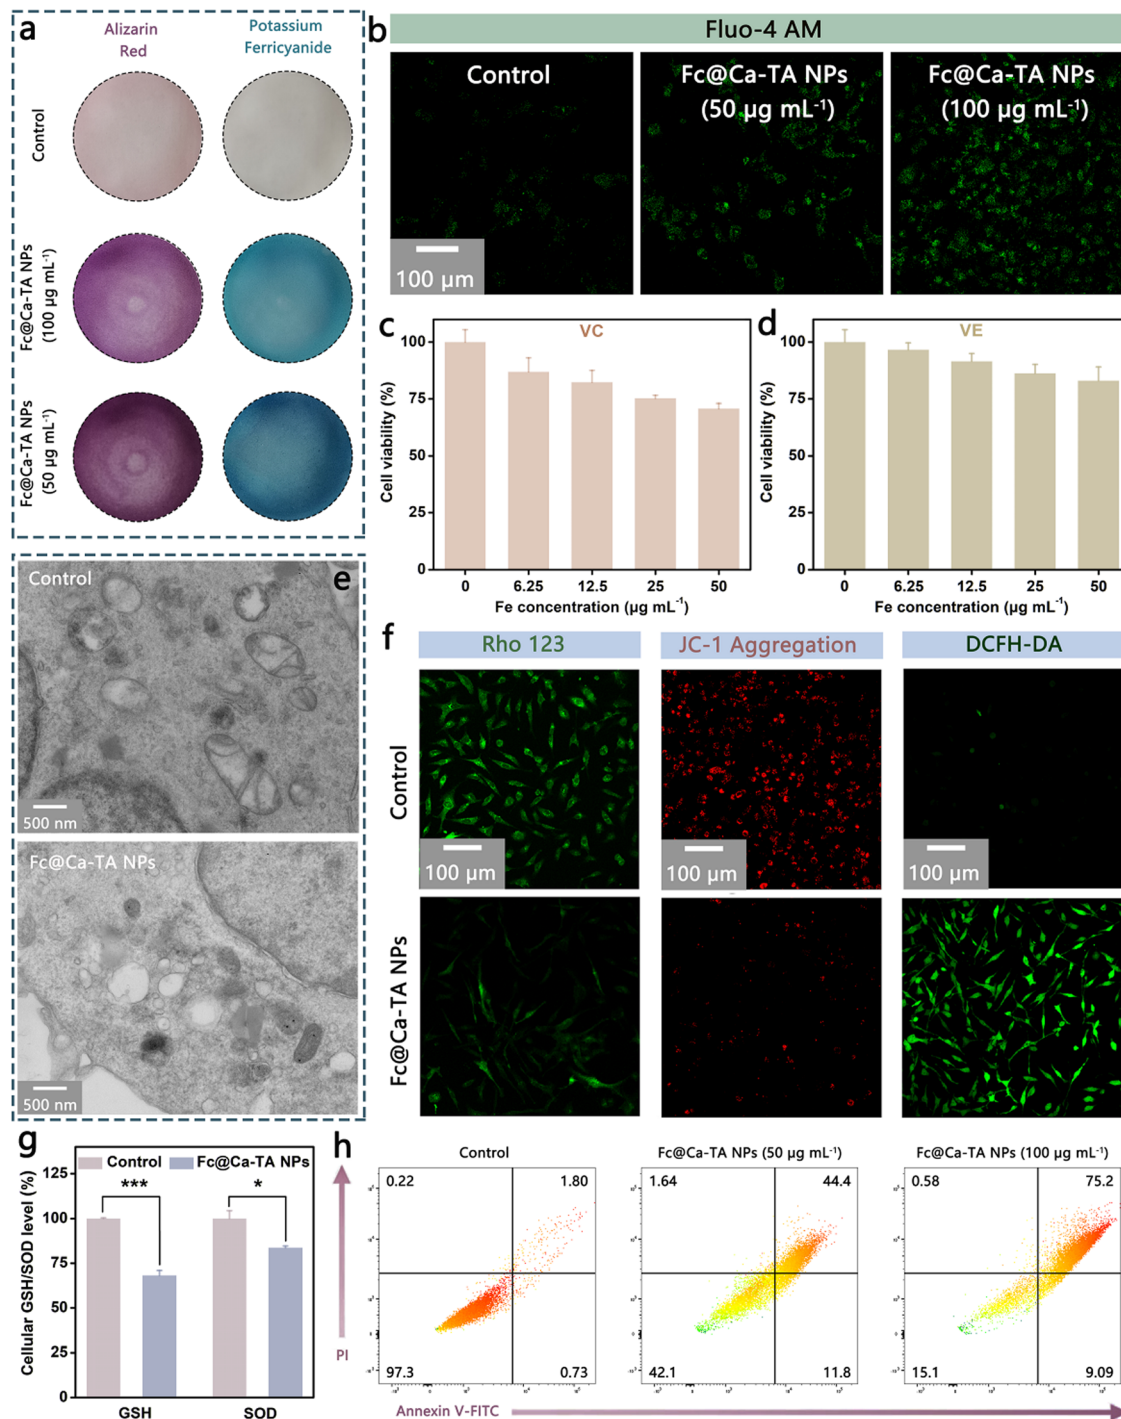 a
Alizarin
Red
Potassium
Ferricyanide
Control
Fc@Ca-TA NPs
(100 µg mL⁻¹)
Fc@Ca-TA NPs
(50 µg mL⁻¹)
b
Fluo-4 AM
Control
Fc@Ca-TA NPs
(50 µg mL⁻¹)
Fc@Ca-TA NPs
(100 µg mL⁻¹)
100 µm
c
VC
Cell viability (%)
100
75
50
25
0
0 6.25 12.5 25 50
Fe concentration (µg mL⁻¹)
d
VE
Cell viability (%)
100
75
50
25
0
0 6.25 12.5 25 50
Fe concentration (µg mL⁻¹)
e
Control
500 nm
Fc@Ca-TA NPs
500 nm
f
Rho 123
JC-1 Aggregation
DCFH-DA
Control
100 µm
100 µm
100 µm
Fc@Ca-TA NPs
g
Control
Fc@Ca-TA NPs
Cellular GSH/SOD level (%)
125
100
75
50
25
0
***
*
GSH
SOD
h
Control
0.22
1.80
97.3
0.73
Fc@Ca-TA NPs (50 µg mL⁻¹)
1.64
44.4
42.1
11.8
Fc@Ca-TA NPs (100 µg mL⁻¹)
0.58
75.2
15.1
9.09
PI
Annexin V-FITC